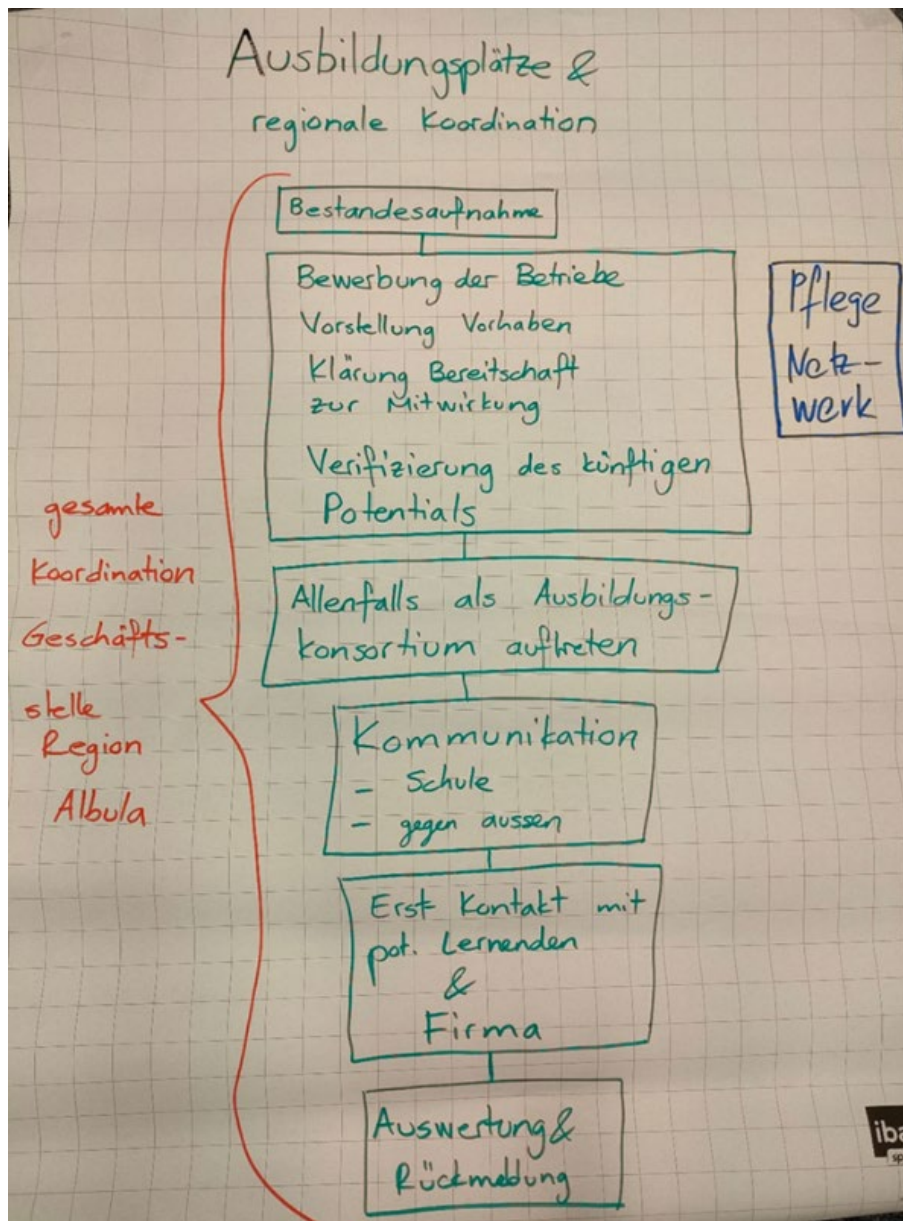 Ausbildungsplätze &
regionale Koordination
Bestandesaufnahme
Bewerbung der Betriebe
Vorstellung Vorhaben
Klärung Bereitschaft
zur Mitwirkung
Verifizierung des künftigen
Potentials
Pflege
Netz-
werk
Allenfalls als Ausbildungs-
konsortium auftreten
gesamte
Koordination
Geschäfts-
stelle
Region
Albula
Kommunikation
- Schule
- gegen aussen
Erst Kontakt mit
pot. Lernenden
&
Firma
Auswertung &
Rückmeldung